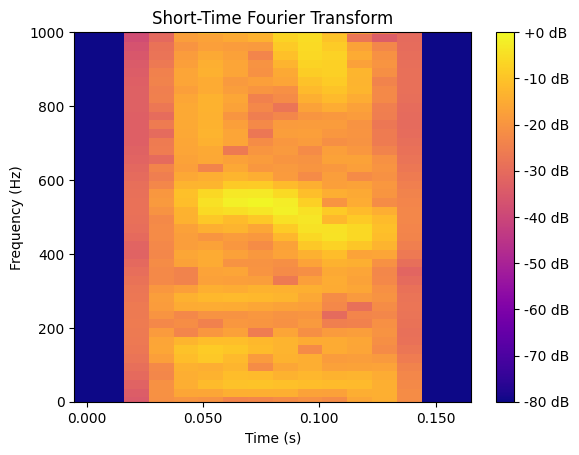 Short-Time Fourier Transform
1000
800
600
400
200
0
Frequency (Hz)
0.000
0.050
0.100
0.150
Time (s)
+0 dB
-10 dB
-20 dB
-30 dB
-40 dB
-50 dB
-60 dB
-70 dB
-80 dB